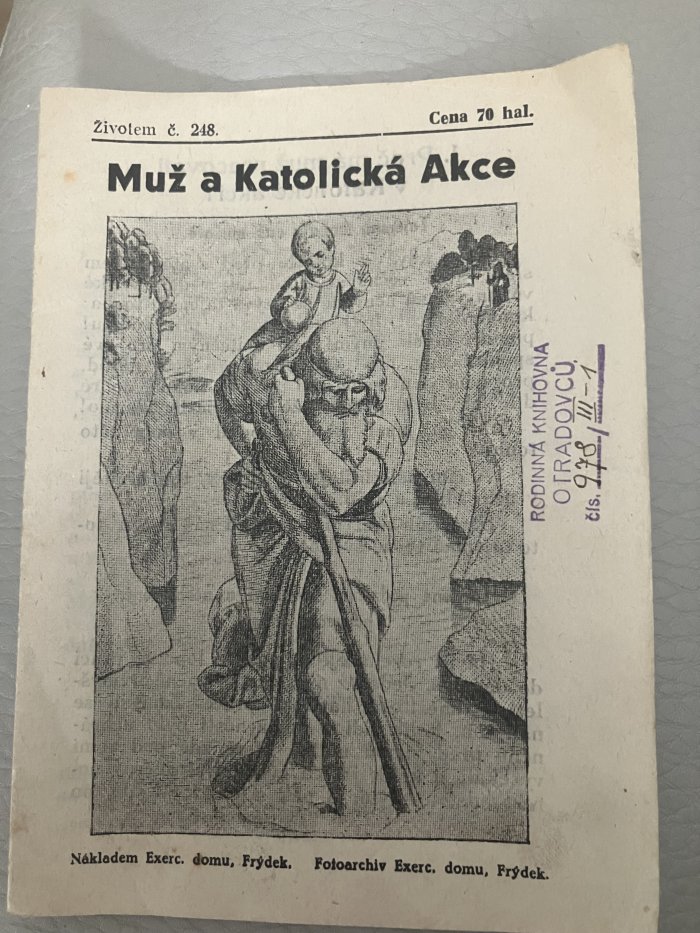 Životem č. 248.
Cena 70 hal.
Muž a Katolická Akce
RODINNÁ KNIHOVNA
OTRADOVCŮ
čís. 978/III-1
Nákladem Exerc. domu, Frýdek. Fotoarchiv Exerc. domu, Frýdek.